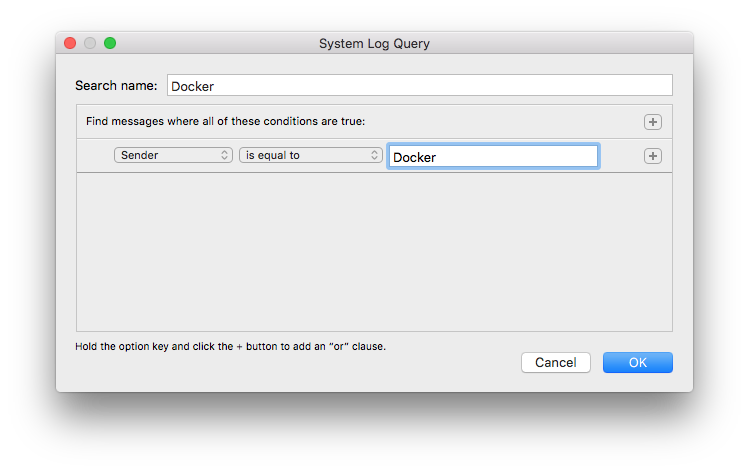 System Log Query
Search name: Docker
Find messages where all of these conditions are true:
Sender is equal to Docker
Hold the option key and click the + button to add an “or” clause.
Cancel OK